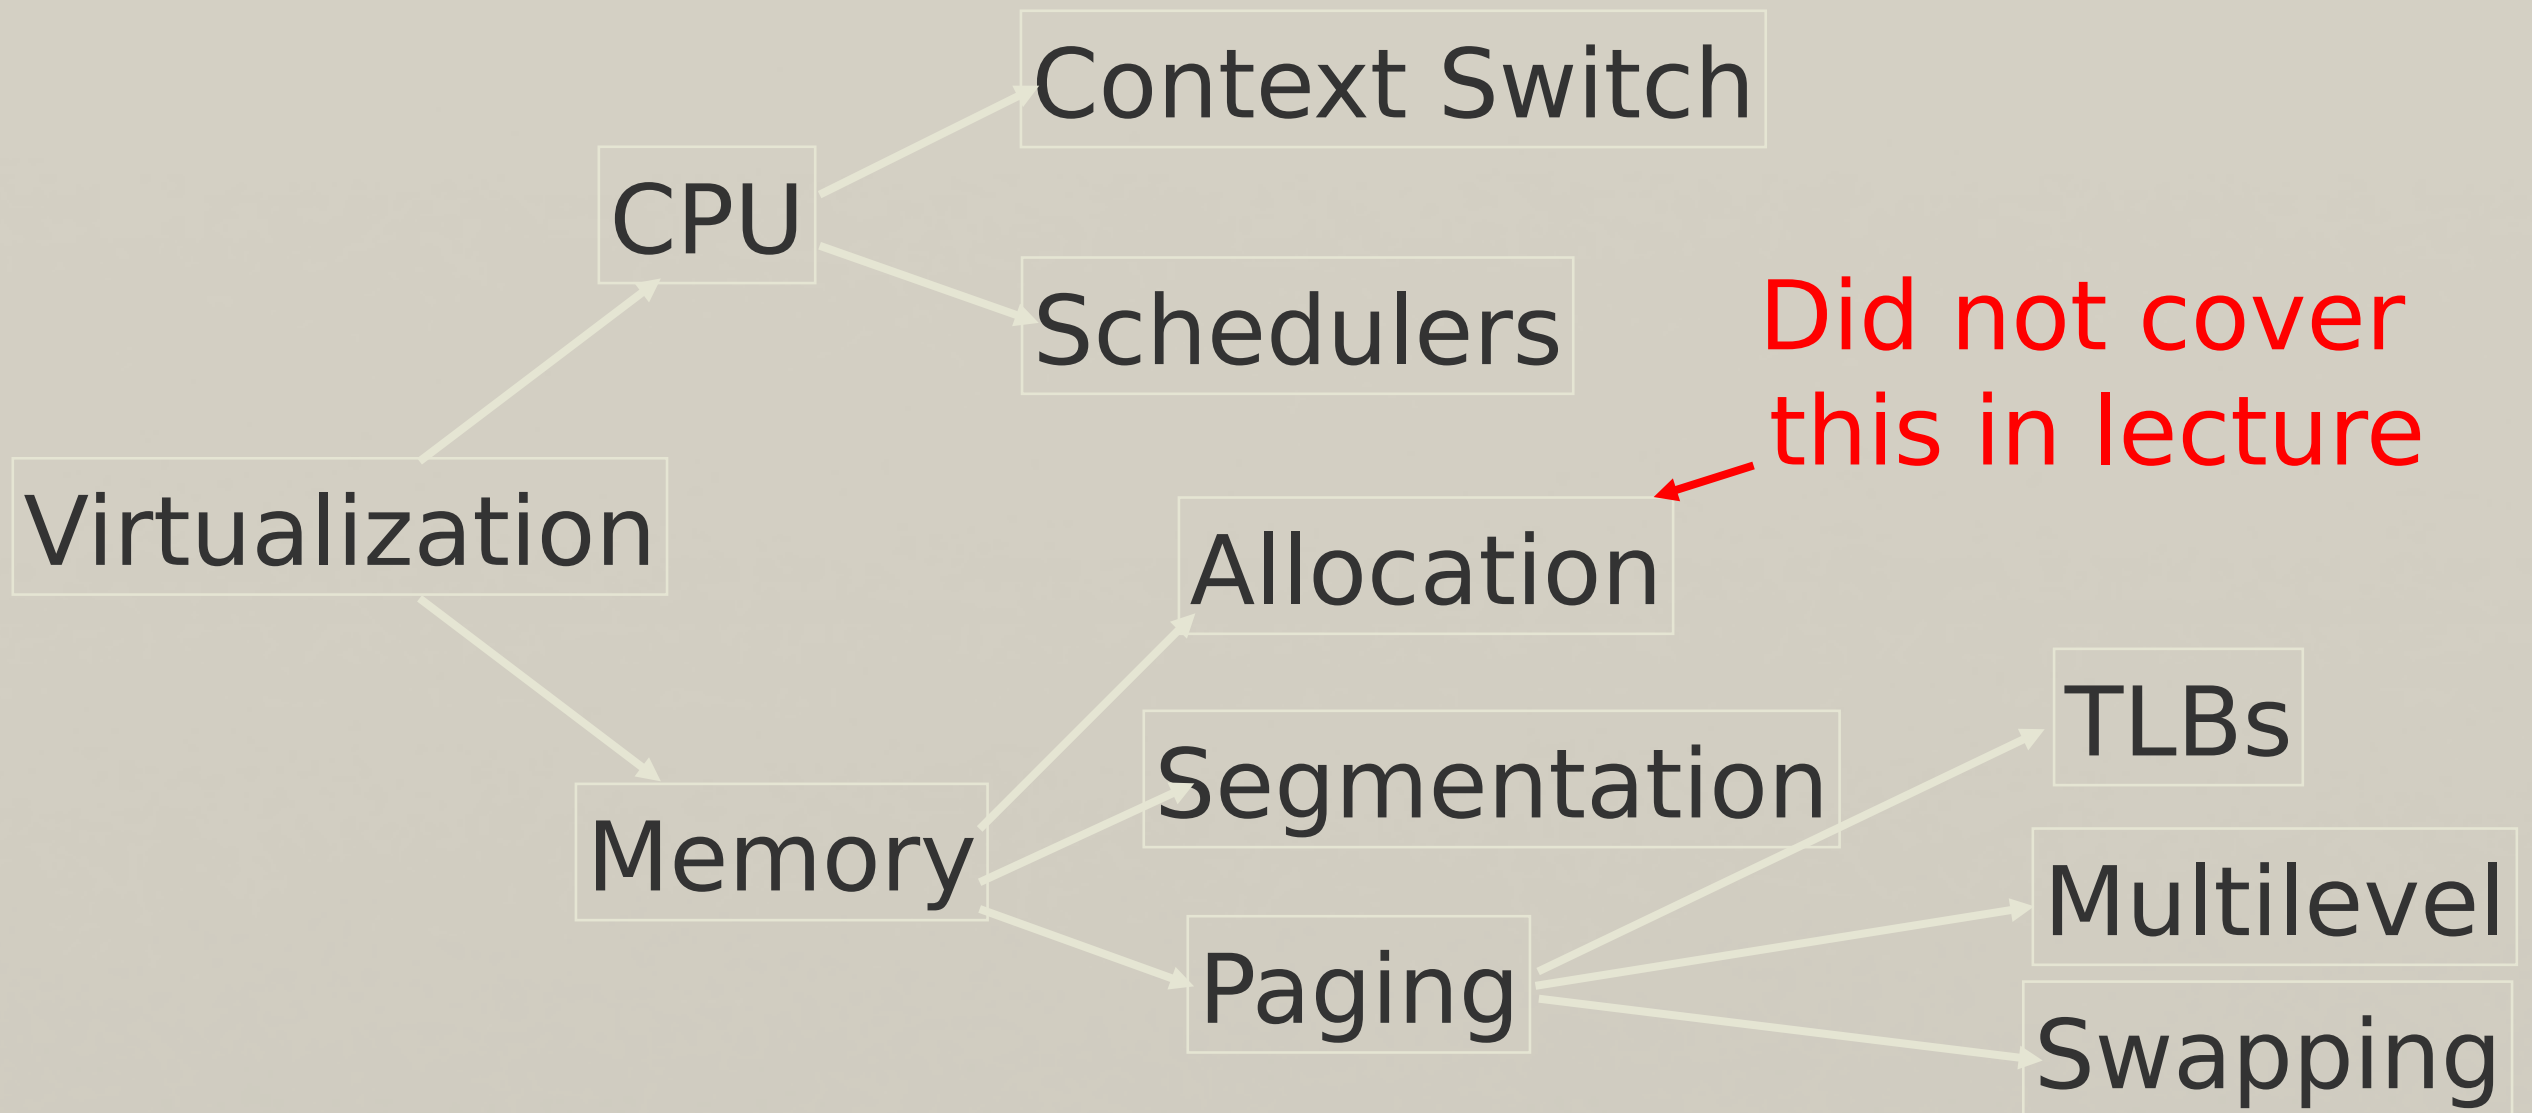 Context Switch
CPU
Schedulers
Did not cover
this in lecture
Virtualization
Allocation
TLBs
Segmentation
Memory
Multilevel
Paging
Swapping